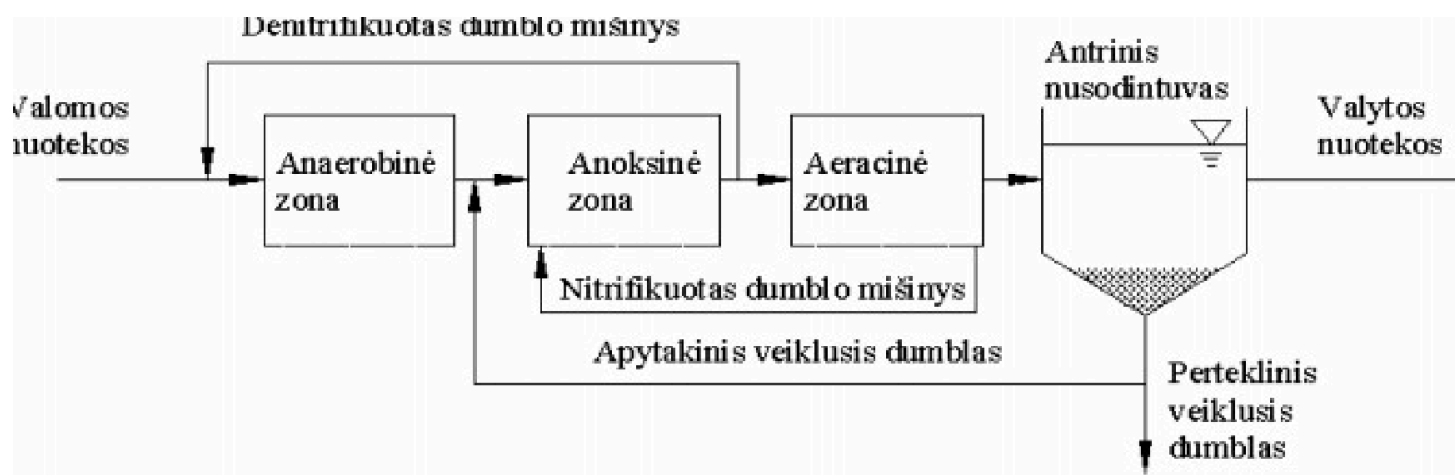 Denitrifikuotas dumblo mišinys
Valomos
nuotekos
Anaerobinė
zona
Anoksinė
zona
Aeracinė
zona
Antrinis
nusodintuvas
Valytos
nuotekos
Nitrifikuotas dumblo mišinys
Apytakinis veiklusis dumblas
Perteklinis
veiklusis
dumblas